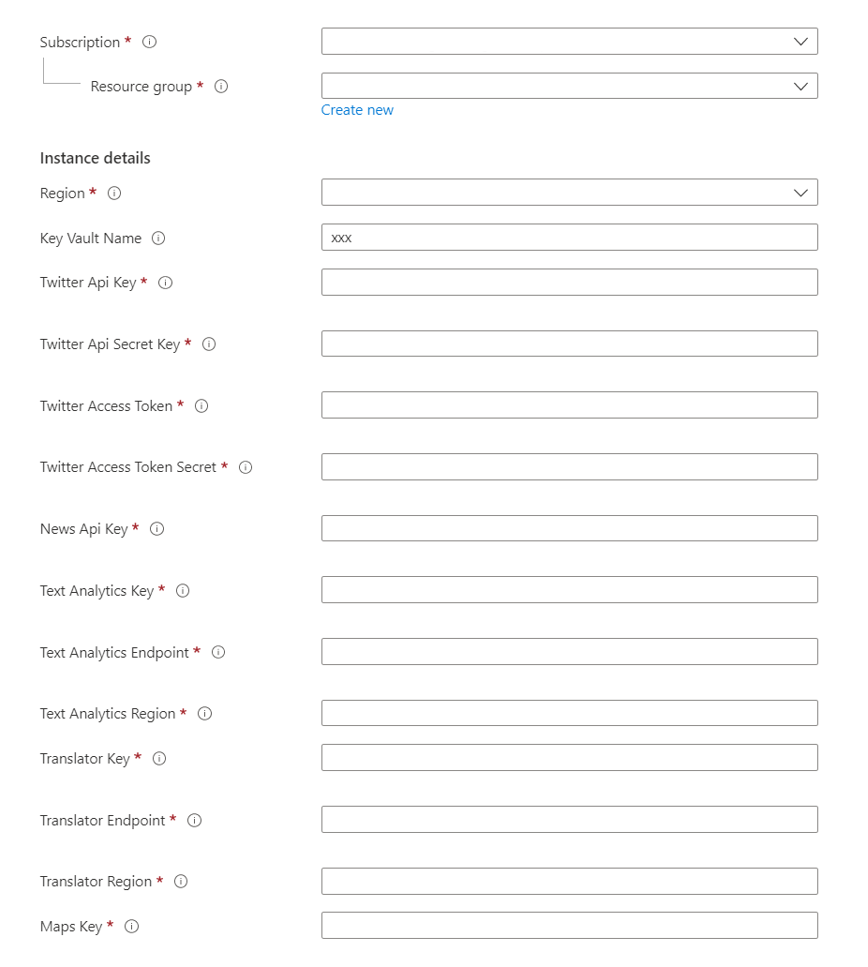 Subscription *
Resource group *
Create new
Instance details
Region *
Key Vault Name xxx
Twitter Api Key *
Twitter Api Secret Key *
Twitter Access Token *
Twitter Access Token Secret *
News Api Key *
Text Analytics Key *
Text Analytics Endpoint *
Text Analytics Region *
Translator Key *
Translator Endpoint *
Translator Region *
Maps Key *